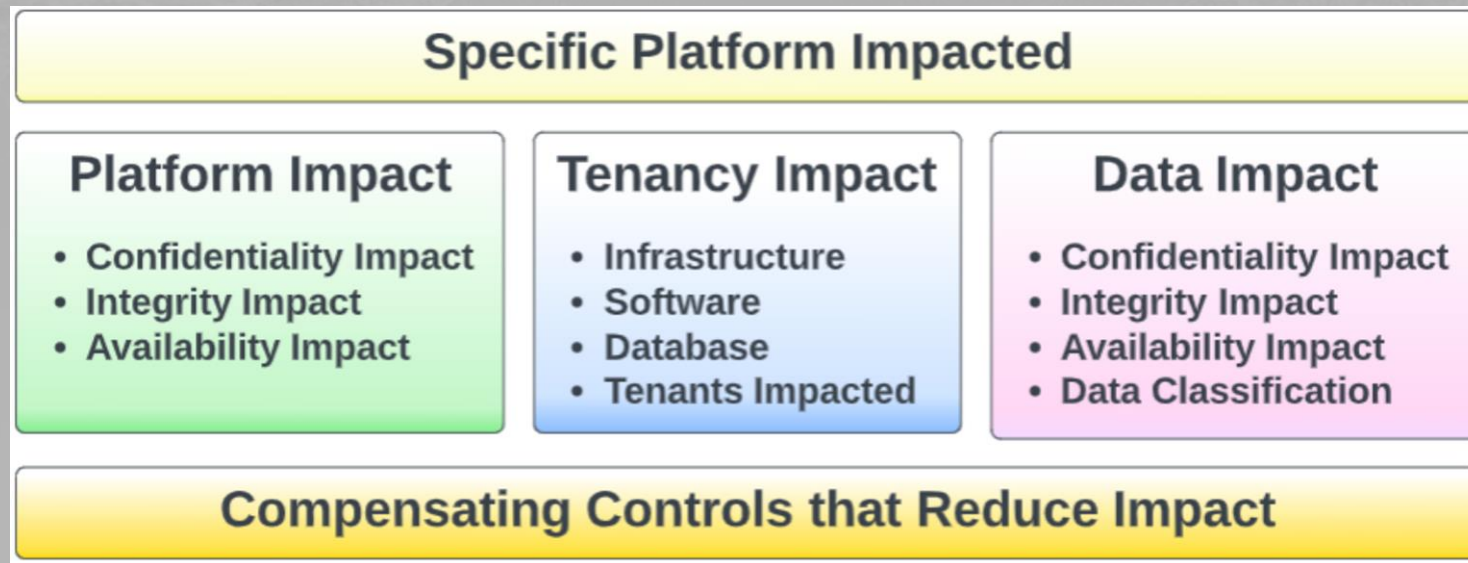 Specific Platform Impacted
Platform Impact
• Confidentiality Impact
• Integrity Impact
• Availability Impact
Tenancy Impact
• Infrastructure
• Software
• Database
• Tenants Impacted
Data Impact
• Confidentiality Impact
• Integrity Impact
• Availability Impact
• Data Classification
Compensating Controls that Reduce Impact